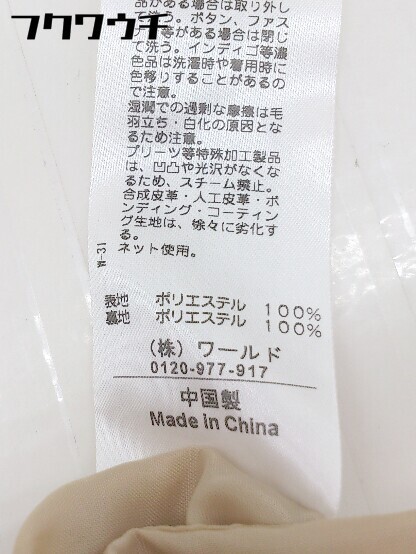 フクウウチ
品がある場合は取り外し
て洗う。ボタン、ファス
ナー等がある場合は閉じ
て洗う。インディゴ等濃
色品は洗濯時や着用時に
色移りすることがあるの
で注意。
湿潤での過剰な摩擦は毛
羽立ち・白化の原因とな
るため注意。
プリーツ等特殊加工製品
は、凹凸や光沢がなくな
るため、スチーム禁止。
合成皮革・人工皮革・ボ
ンディング・コーティン
グ生地は、徐々に劣化す
る。
ネット使用。
W-131
表地 ポリエステル 100%
裏地 ポリエステル 100%
(株) ワールド
0120-977-917
中国製
Made in China